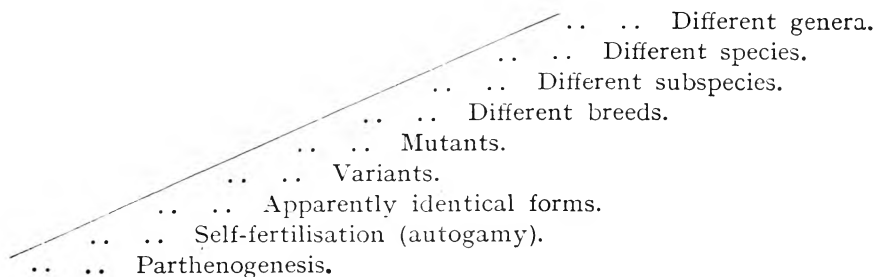 .. .. Different genera.
.. .. Different species.
.. .. Different subspecies.
.. .. Different breeds.
.. .. Mutants.
.. .. Variants.
.. .. Apparently identical forms.
.. .. Self-fertilisation (autogamy).
.. .. Parthenogenesis.